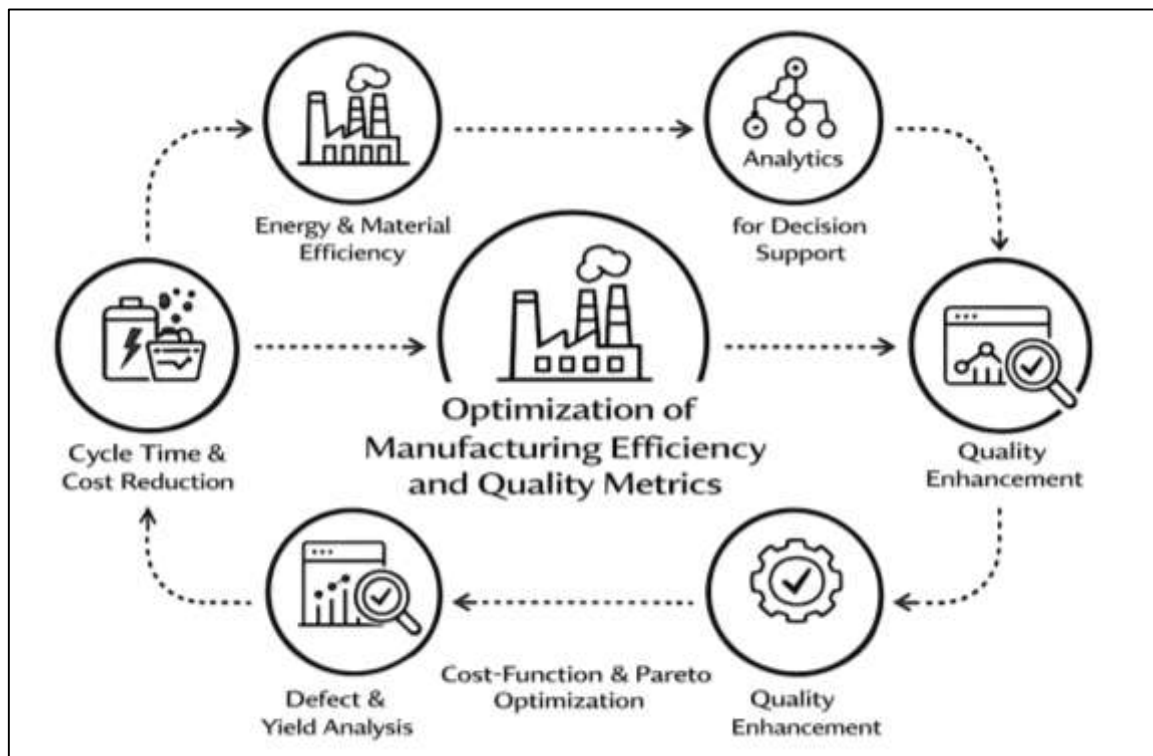 Analytics
Energy & Material
Efficiency
for Decision
Support
Optimization of
Manufacturing Efficiency
and Quality Metrics
Cycle Time &
Cost Reduction
Quality
Enhancement
Cost-Function & Pareto
Optimization
Defect &
Yield Analysis
Quality
Enhancement